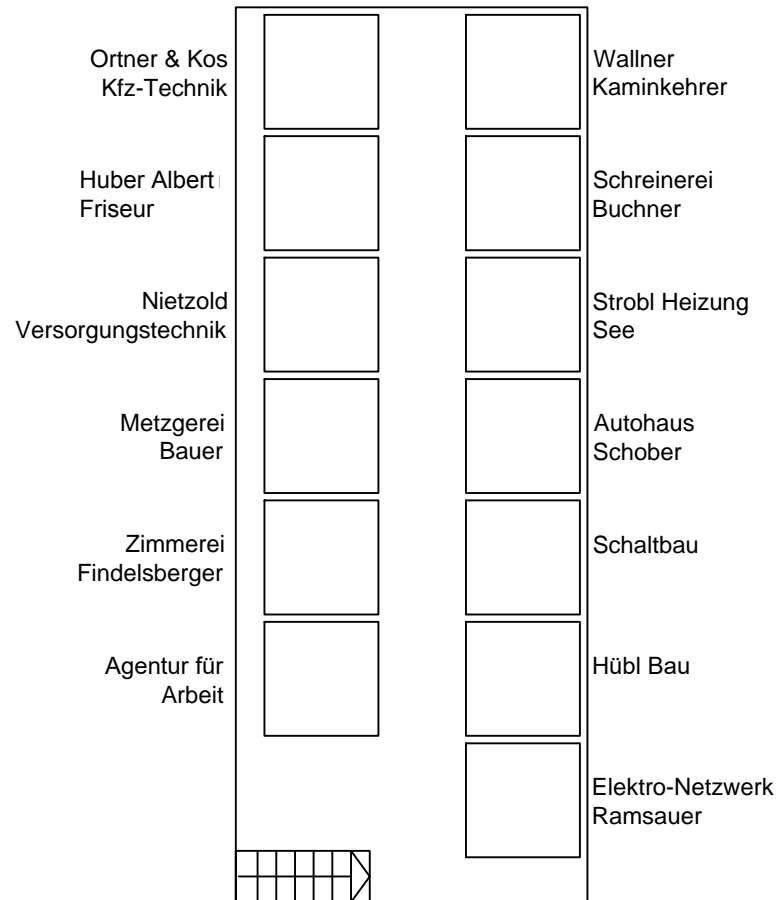 Ortner & Kos
Kfz-Technik
Wallner
Kaminkehrer
Huber Albert
Friseur
Schreinerei
Buchner
Nietzold
Versorgungstechnik
Strobl Heizung
See
Metzgerei
Bauer
Autohaus
Schober
Zimmerei
Findelsberger
Schaltbau
Agentur für
Arbeit
Hübl Bau
Elektro-Netzwerk
Ramsauer